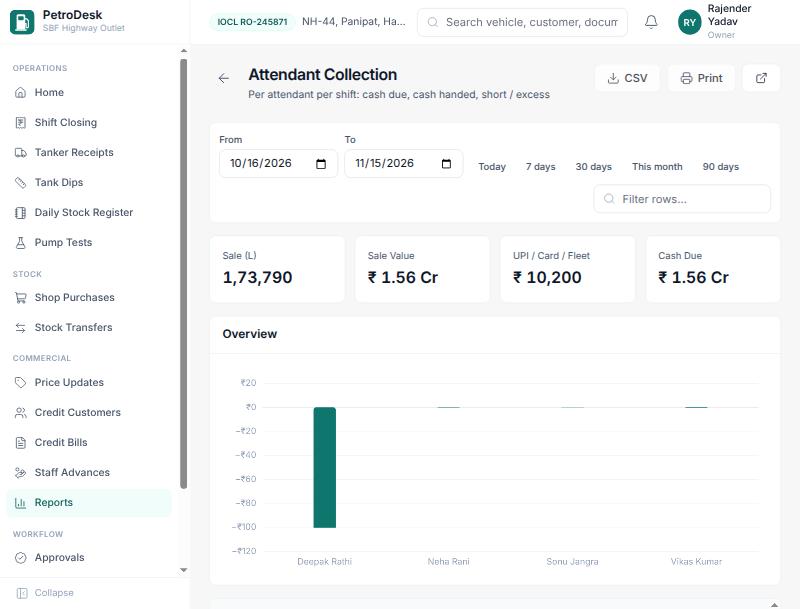 PetroDesk
SBF Highway Outlet
IOCL RO-245871
NH-44, Panipat, Ha...
Search vehicle, customer, docum
RY
Rajender Yadav
Owner
OPERATIONS
Home
Shift Closing
Tanker Receipts
Tank Dips
Daily Stock Register
Pump Tests
STOCK
Shop Purchases
Stock Transfers
COMMERCIAL
Price Updates
Credit Customers
Credit Bills
Staff Advances
Reports
WORKFLOW
Approvals
Collapse
Attendant Collection
Per attendant per shift: cash due, cash handed, short / excess
CSV
Print
From
To
10/16/2026
11/15/2026
Today
7 days
30 days
This month
90 days
Filter rows...
Sale (L)
1,73,790
Sale Value
₹ 1.56 Cr
UPI / Card / Fleet
₹ 10,200
Cash Due
₹ 1.56 Cr
Overview
₹20
₹0
−₹20
−₹40
−₹60
−₹80
−₹100
−₹120
Deepak Rathi
Neha Rani
Sonu Jangra
Vikas Kumar